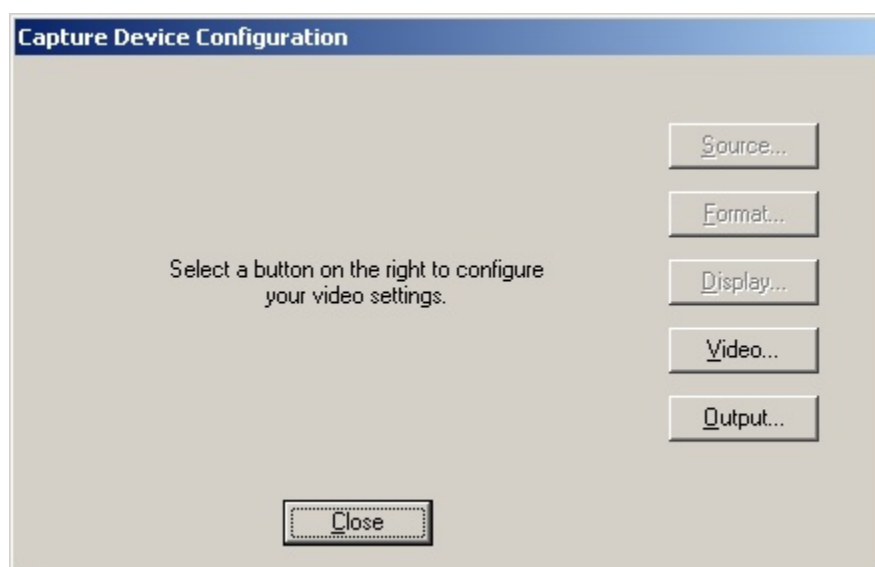 Capture Device Configuration
Source...
Format...
Select a button on the right to configure
your video settings.
Display...
Video...
Output...
Close